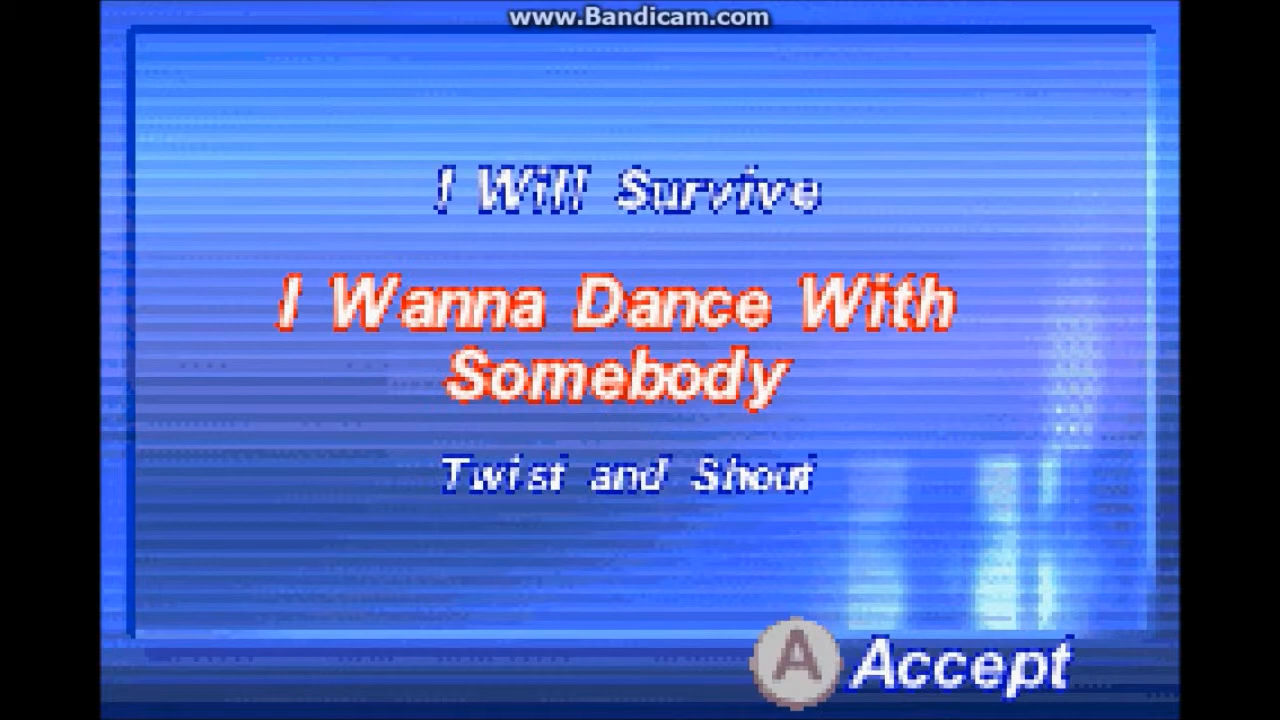 www.Bandicam.com
I Will Survive
I Wanna Dance With
Somebody
Twist and Shout
A Accept